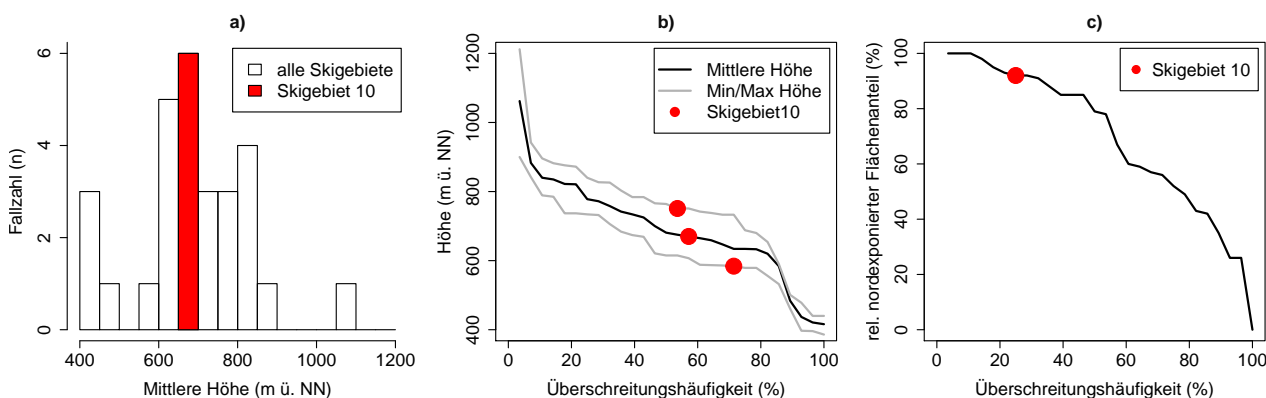 a)
alle Skigebiete
Skigebiet 10
Fallzahl (n)
0
2
4
6
400
600
800
1000
1200
Mittlere Höhe (m ü. NN)
b)
Mittlere Höhe
Min/Max Höhe
Skigebiet10
Höhe (m ü. NN)
400
600
800
1000
1200
0
20
40
60
80
100
Überschreitungshäufigkeit (%)
c)
Skigebiet 10
rel. nordexponierter Flächenanteil (%)
0
20
40
60
80
100
0
20
40
60
80
100
Überschreitungshäufigkeit (%)